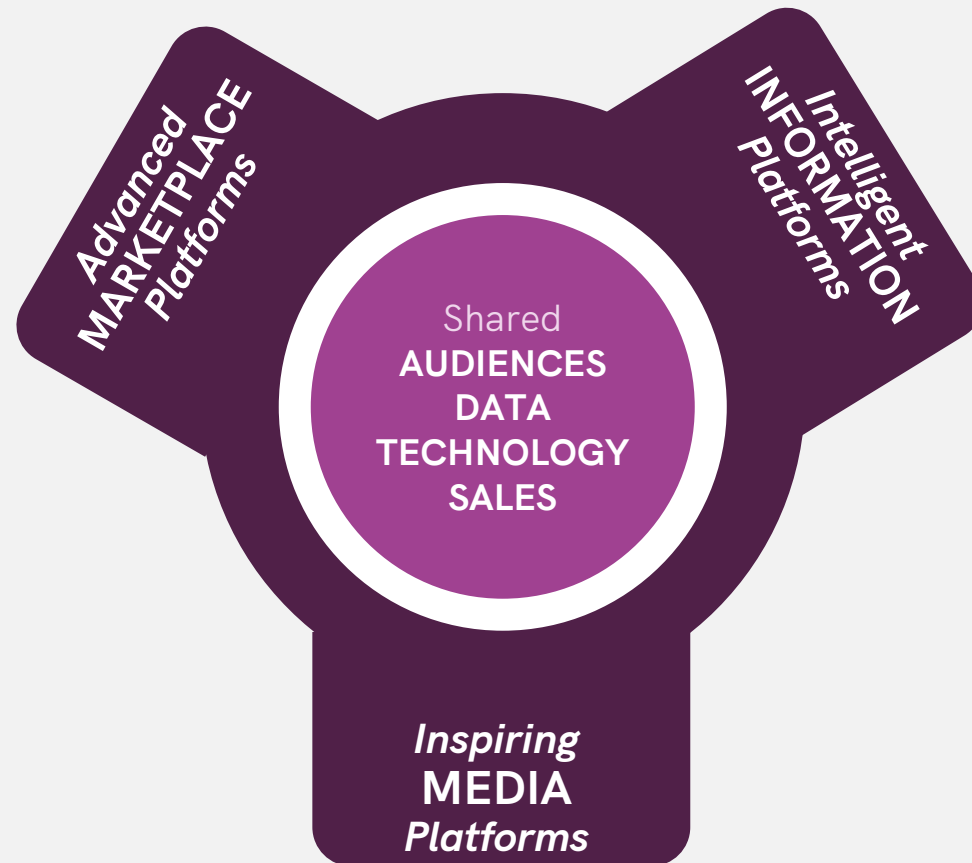 Advanced
MARKETPLACE
Platforms
Intelligent
INFORMATION
Platforms
Shared
AUDIENCES
DATA
TECHNOLOGY
SALES
Inspiring
MEDIA
Platforms